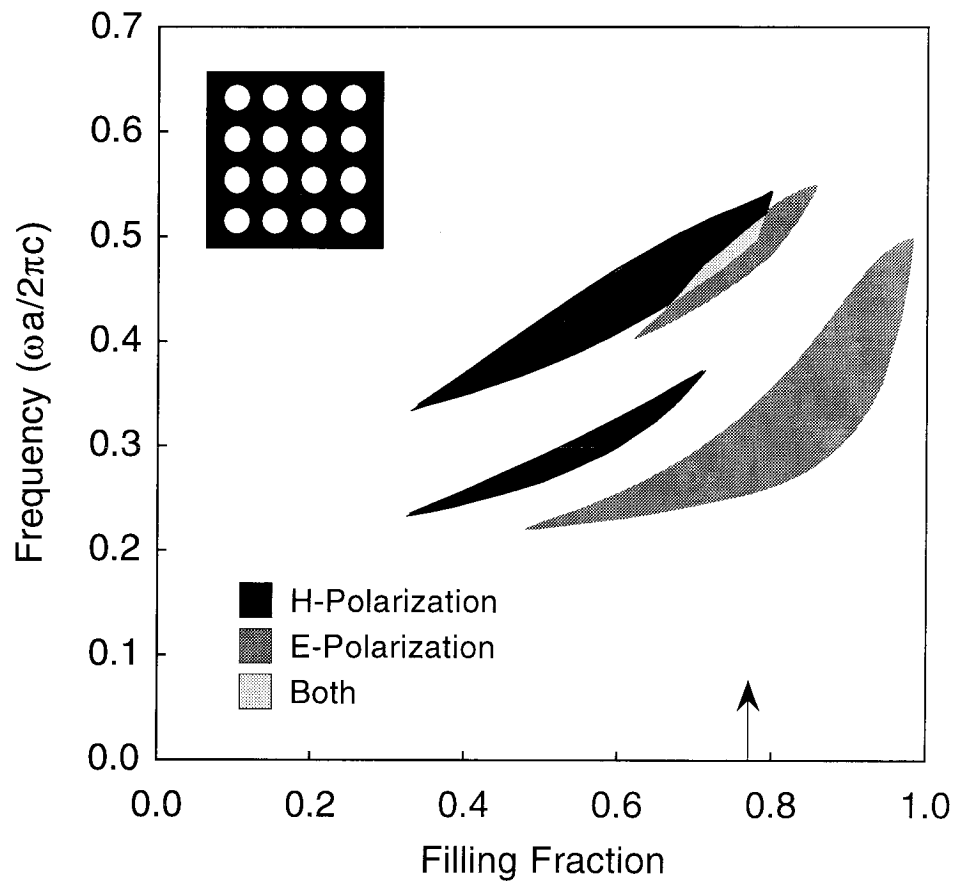 0.7
0.6
0.5
0.4
0.3
0.2
0.1
0.0
Frequency (ωa/2πc)
H-Polarization
E-Polarization
Both
0.0 0.2 0.4 0.6 0.8 1.0
Filling Fraction